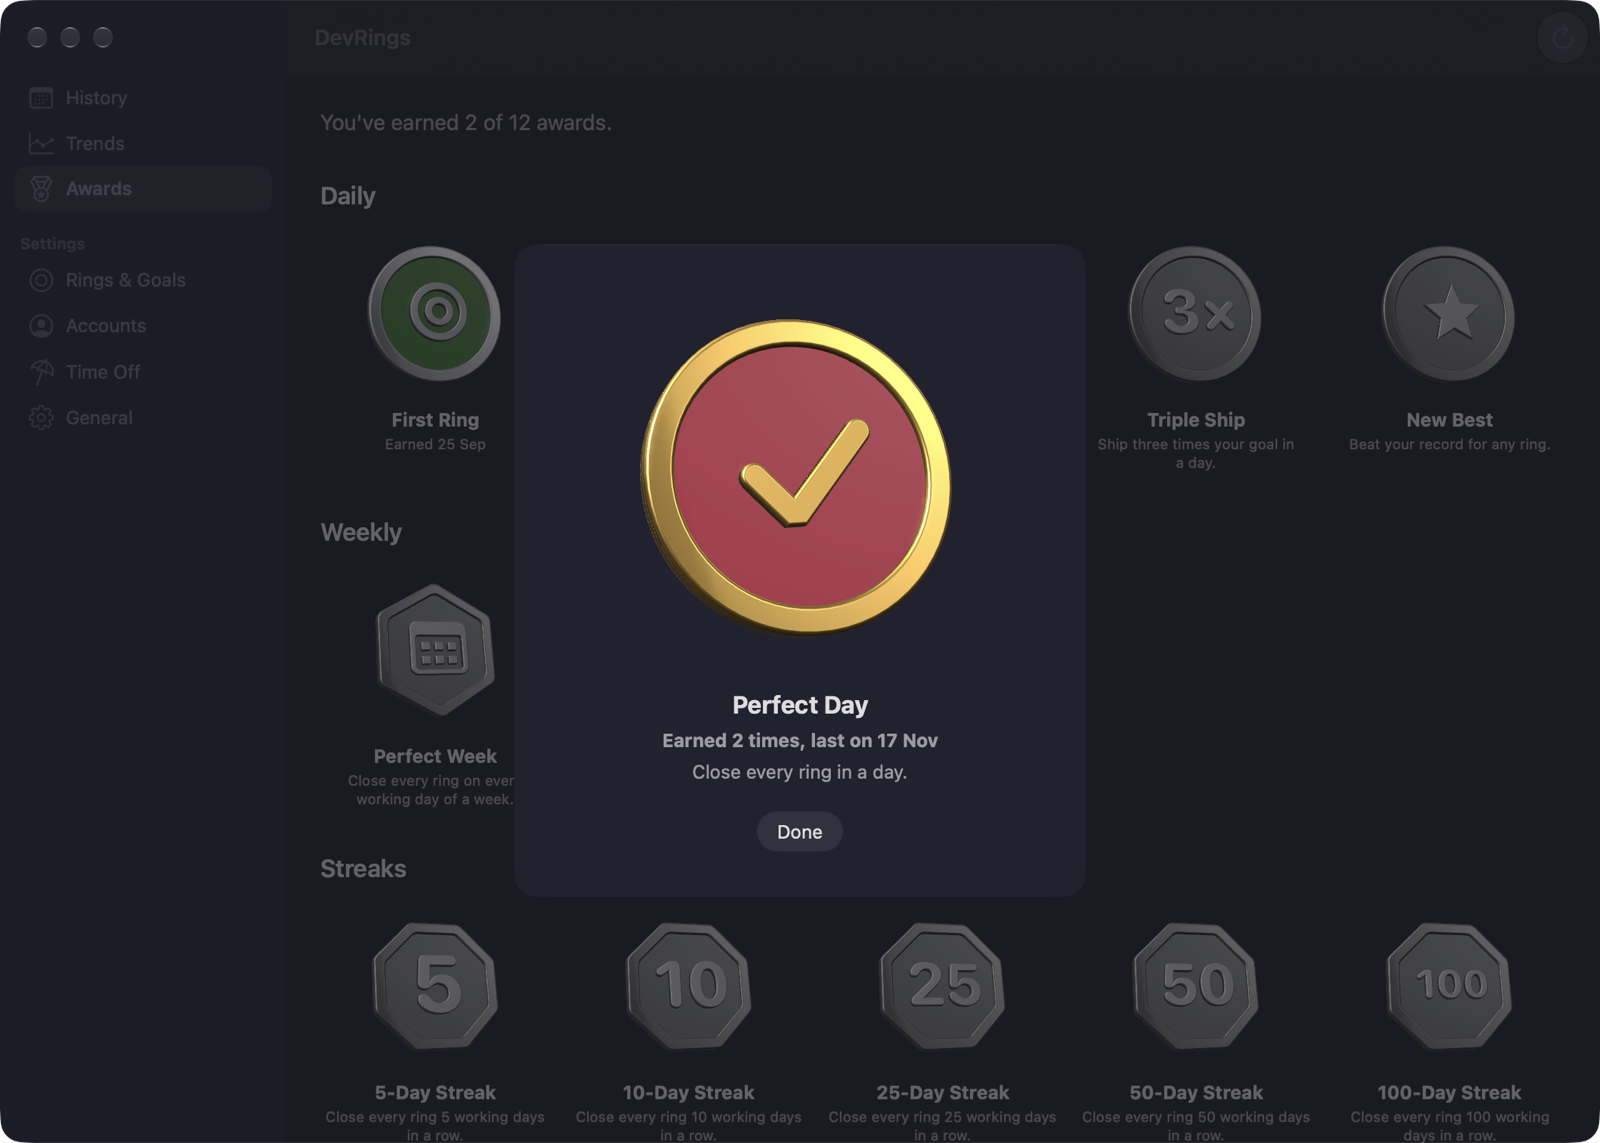 DevRings
History
Trends
Awards
Settings
Rings & Goals
Accounts
Time Off
General
You've earned 2 of 12 awards.
Daily
First Ring
Earned 25 Sep
3x
Triple Ship
Ship three times your goal in
a day.
New Best
Beat your record for any ring.
Weekly
Perfect Week
Close every ring on ever
working day of a week.
Perfect Day
Earned 2 times, last on 17 Nov
Close every ring in a day.
Done
Streaks
5
10
25
50
100
5-Day Streak
Close every ring 5 working days
in a row.
10-Day Streak
Close every ring 10 working days
in a row.
25-Day Streak
Close every ring 25 working days
in a row.
50-Day Streak
Close every ring 50 working days
in a row.
100-Day Streak
Close every ring 100 working
days in a row.